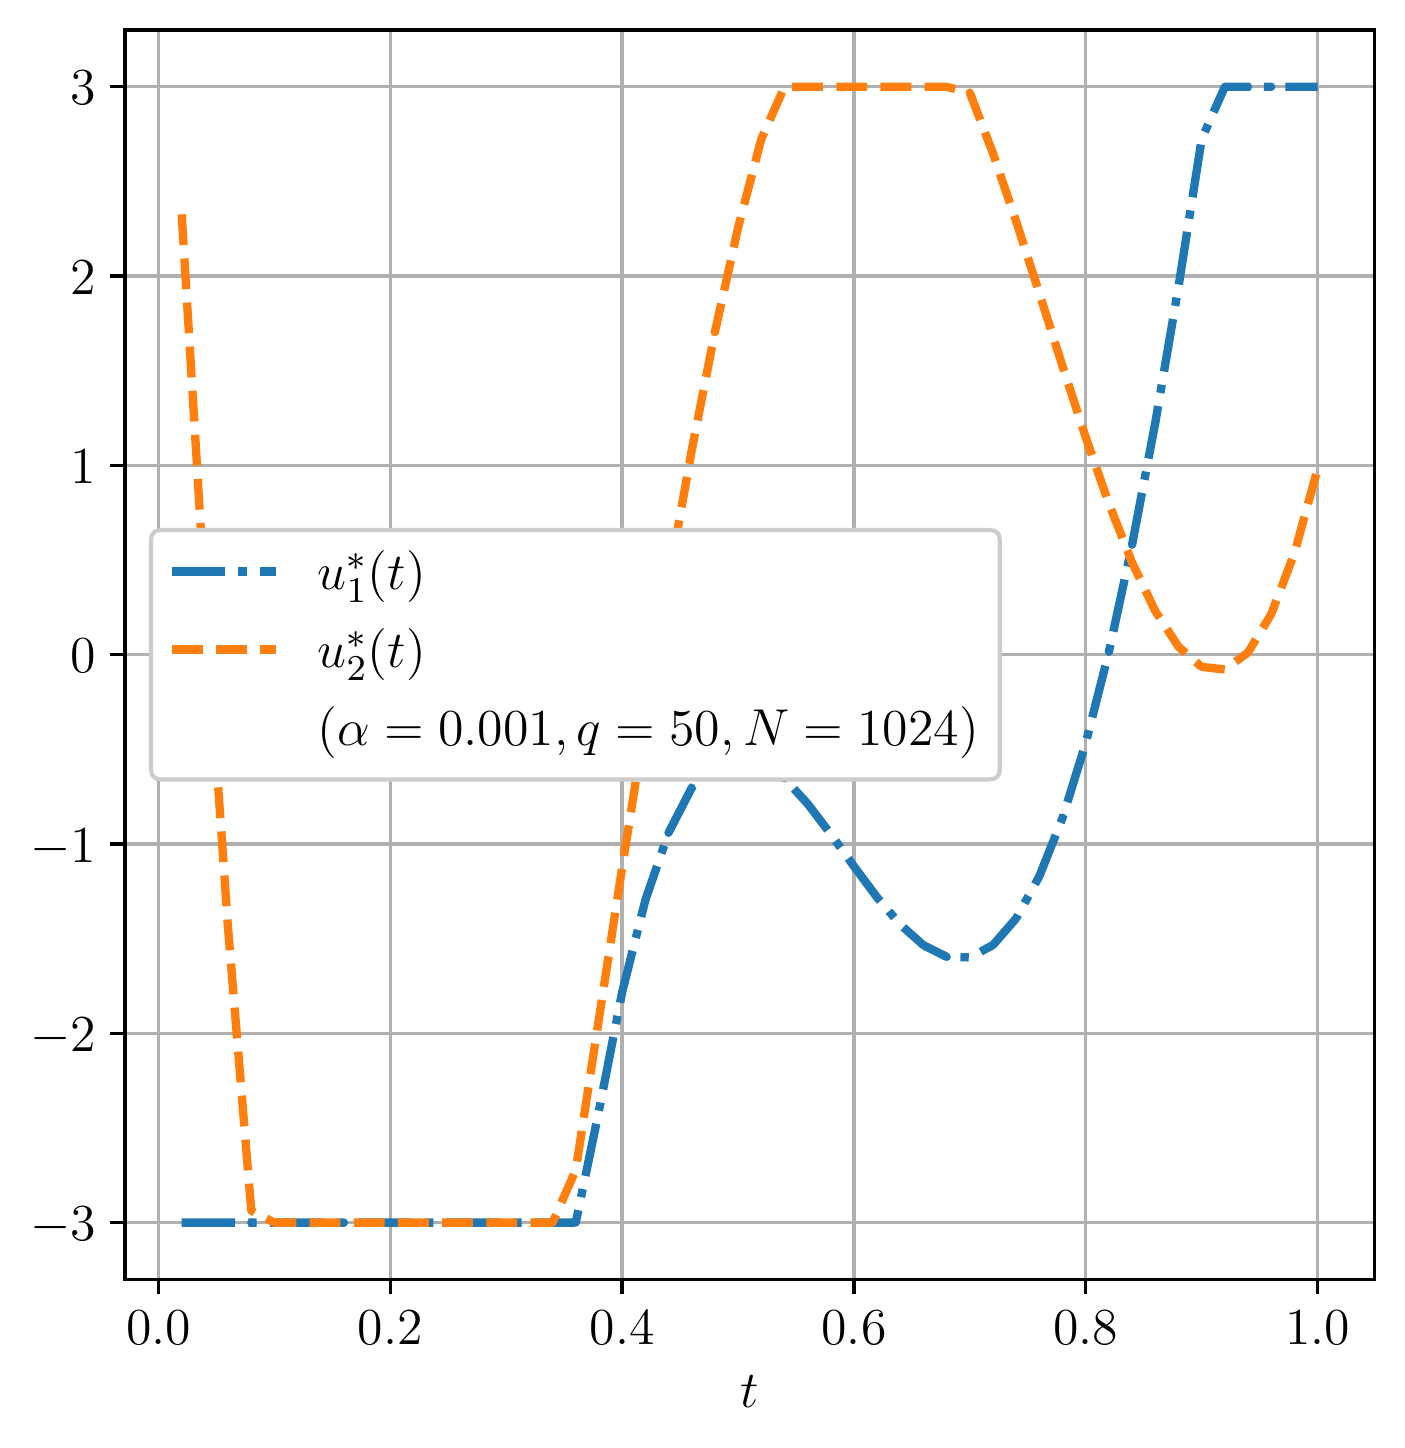 3
2
1
u₁*(t)
0
u₂*(t)
(α = 0.001, q = 50, N = 1024)
−1
−2
−3
0.0 0.2 0.4 0.6 0.8 1.0
t